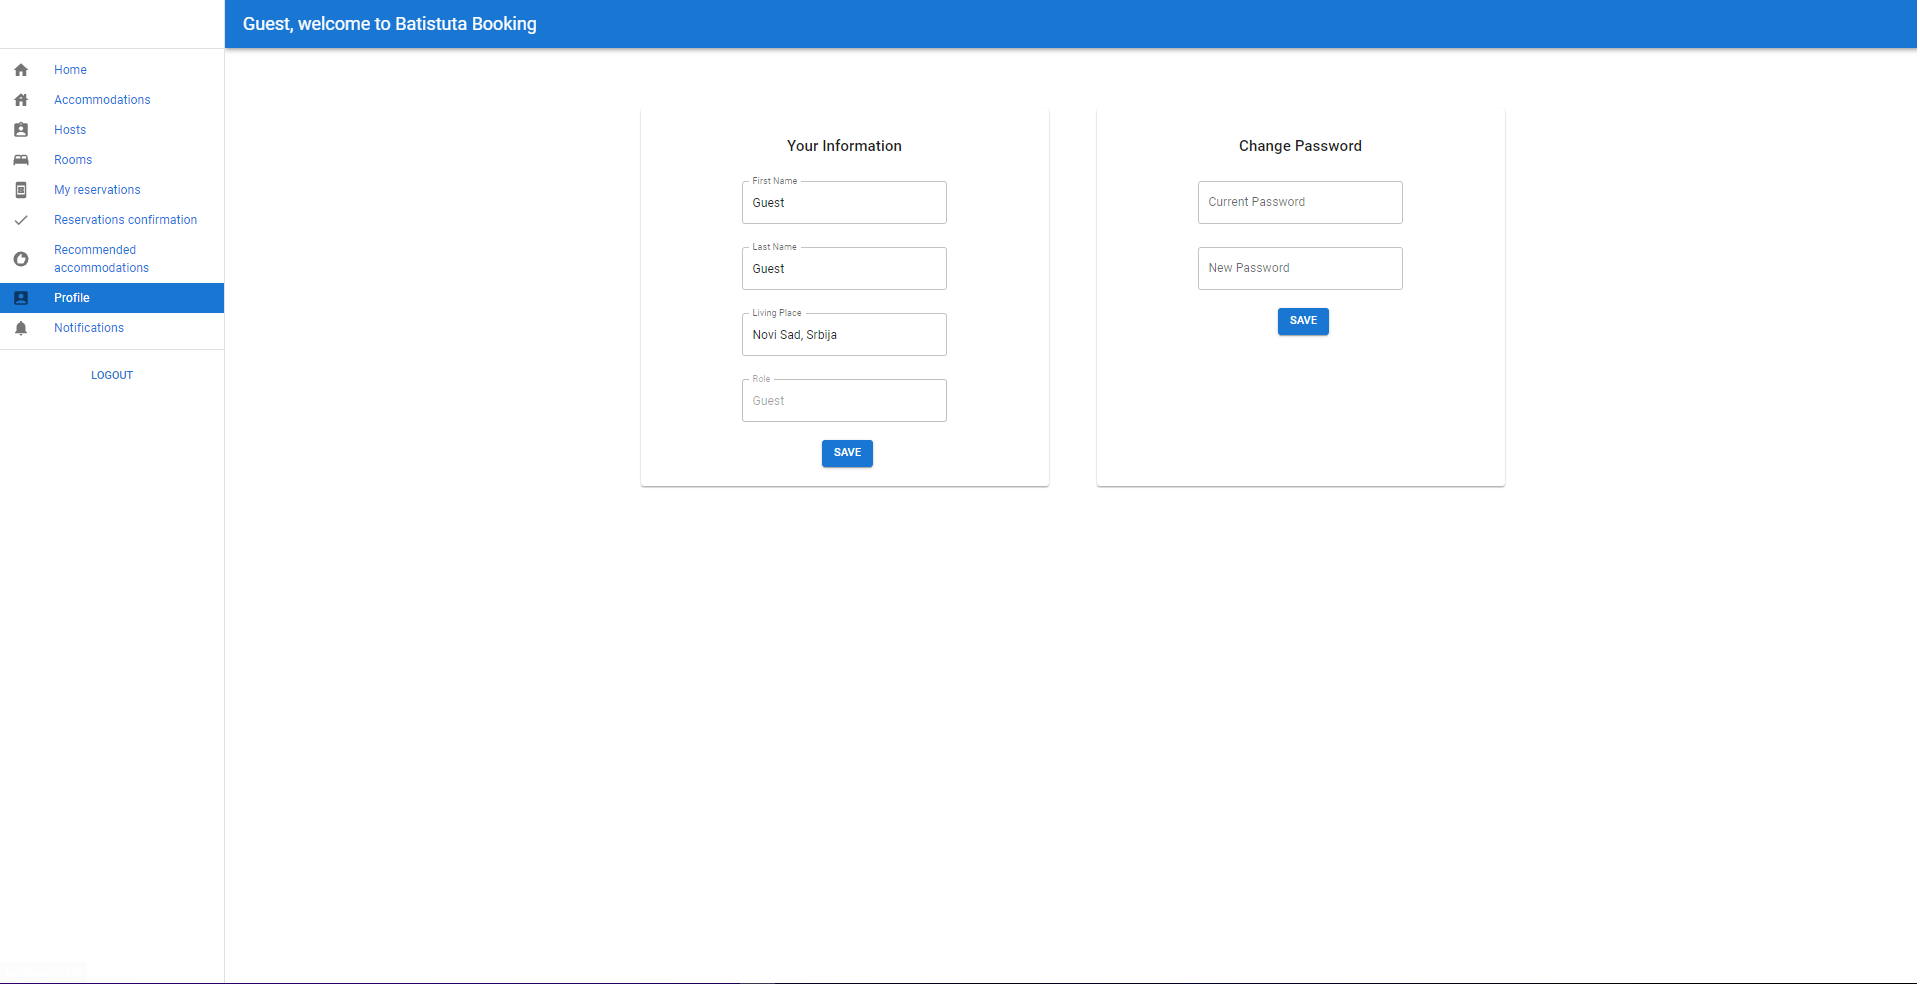 Guest, welcome to Batistuta Booking
Home
Accommodations
Hosts
Rooms
My reservations
Reservations confirmation
Recommended
accommodations
Profile
Notifications
LOGOUT
Your Information
First Name
Guest
Last Name
Guest
Living Place
Novi Sad, Srbija
Role
Guest
SAVE
Change Password
Current Password
New Password
SAVE